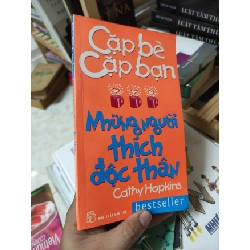 Cặp bè
Cặp bạn
Những người
thích
độc thân
Cathy Hopkins
bestseller